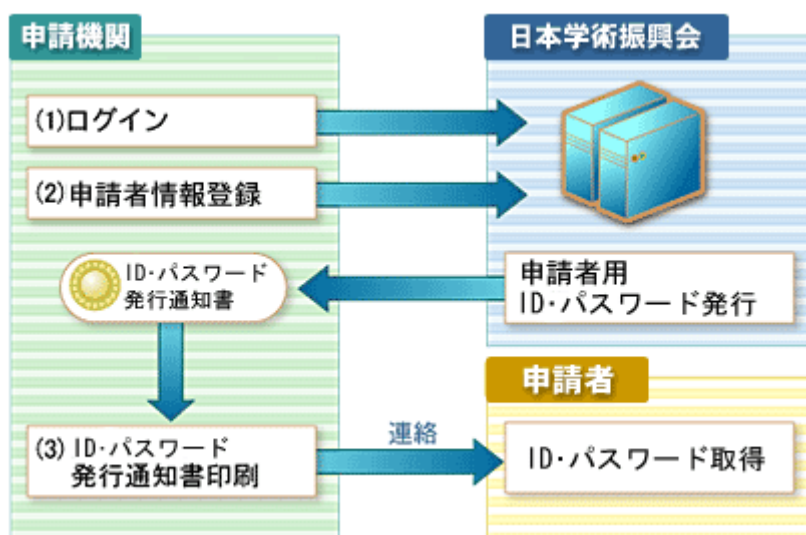 申請機関
日本学術振興会
(1)ログイン
(2)申請者情報登録
ID・パスワード
発行通知書
申請者用
ID・パスワード発行
申請者
(3)ID・パスワード
発行通知書印刷
連絡
ID・パスワード取得